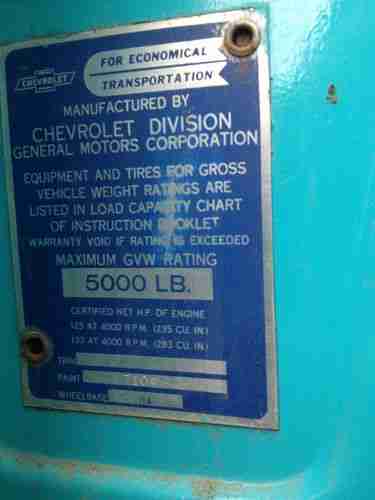 CHEVROLET
FOR ECONOMICAL
TRANSPORTATION
MANUFACTURED BY
CHEVROLET DIVISION
GENERAL MOTORS CORPORATION
EQUIPMENT AND TIRES FOR GROSS
VEHICLE WEIGHT RATINGS ARE
LISTED IN LOAD CAPACITY CHART
OF INSTRUCTION BOOKLET
WARRANTY VOID IF RATING IS EXCEEDED
MAXIMUM GVW RATING
5000 LB.
CERTIFIED NET H.P. OF ENGINE
125 AT 4000 R.P.M. (235 CU. IN.)
AT 4000 R.P.M. (283 CU. IN.)
TRIM
PAINT
WHEELBASE